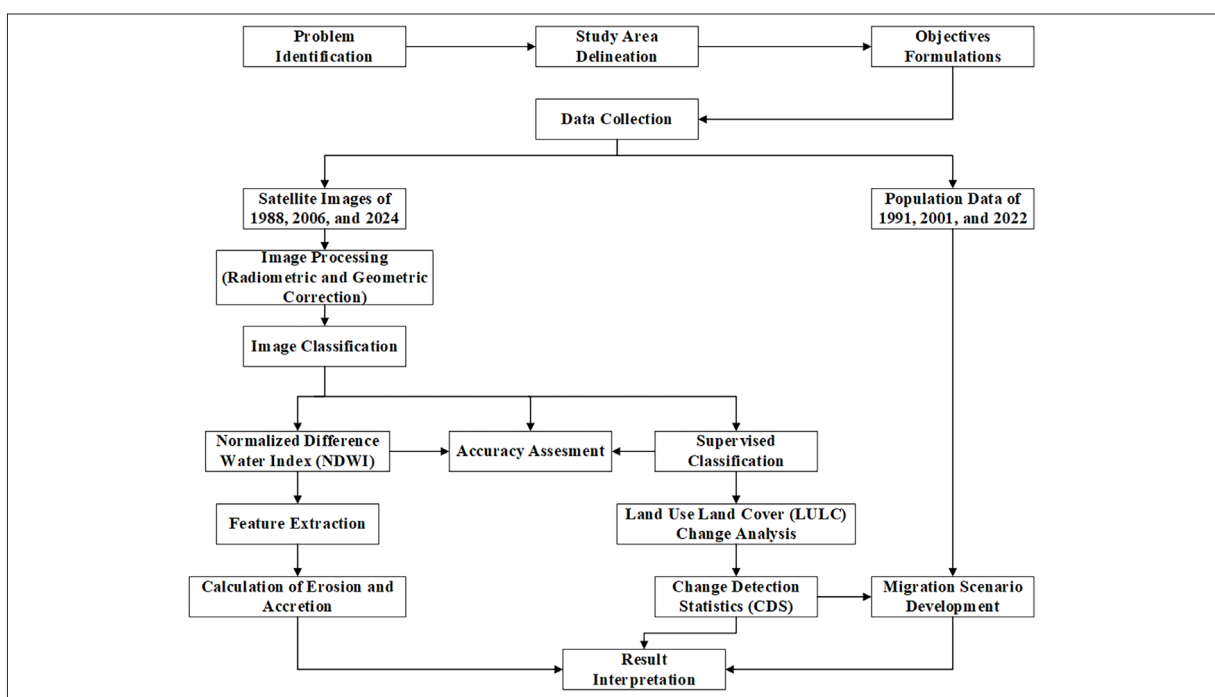 Problem
Identification
Study Area
Delineation
Objectives
Formulations
Data Collection
Satellite Images of
1988, 2006, and 2024
Population Data of
1991, 2001, and 2022
Image Processing
(Radiometric and Geometric
Correction)
Image Classification
Normalized Difference
Water Index (NDWI)
Accuracy Assesment
Supervised
Classification
Feature Extraction
Land Use Land Cover (LULC)
Change Analysis
Calculation of Erosion and
Accretion
Change Detection
Statistics (CDS)
Migration Scenario
Development
Result
Interpretation